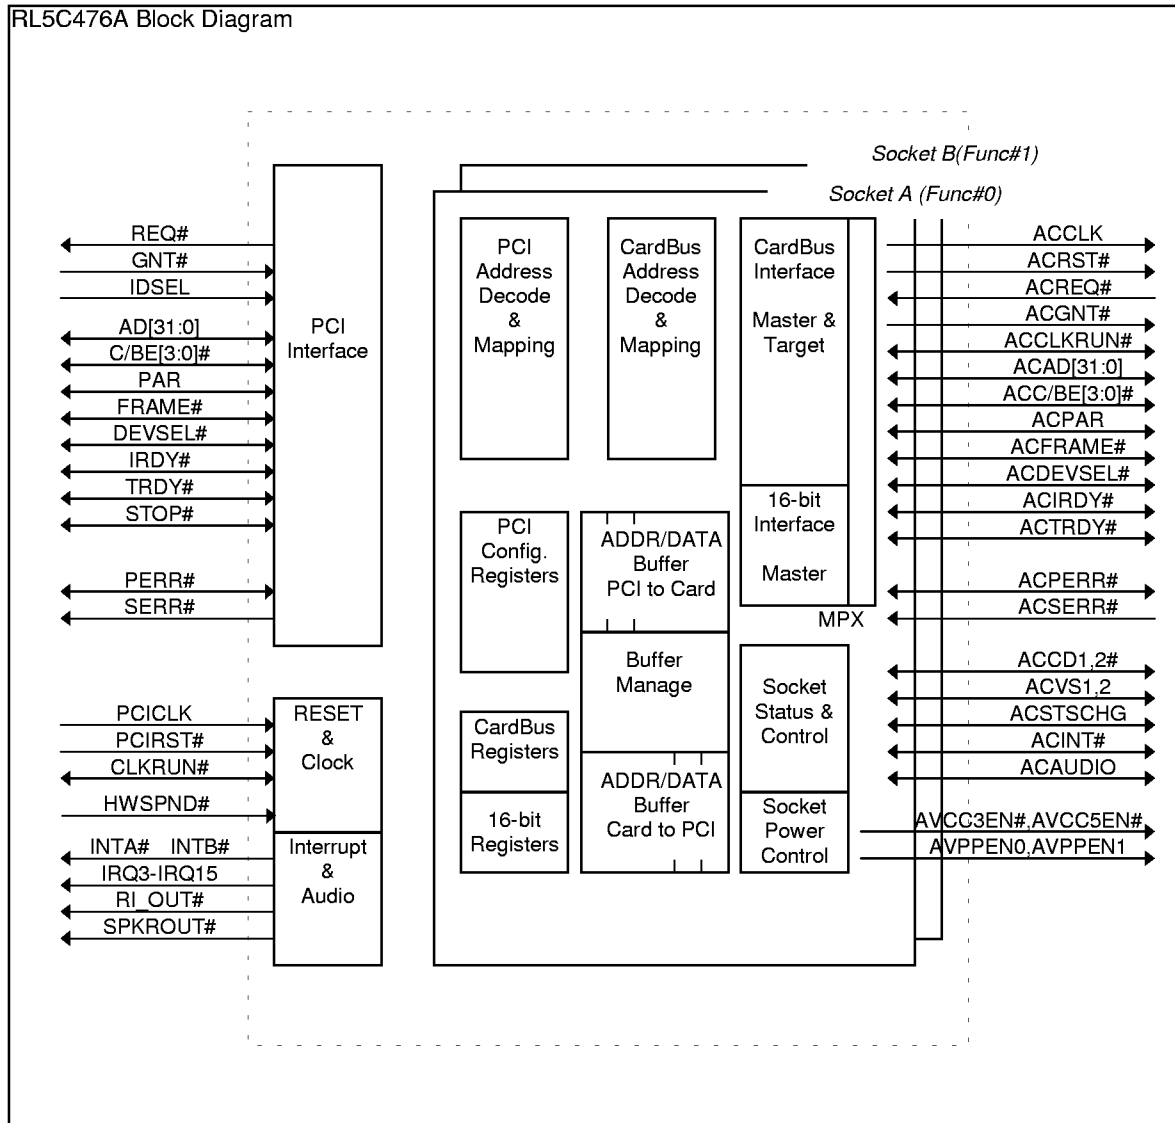 RL5C476A Block Diagram
Socket B(Func#1)
Socket A (Func#0)
REQ#
GNT#
IDSEL
AD[31:0]
C/BE[3:0]#
PAR
FRAME#
DEVSEL#
IRDY#
TRDY#
STOP#
PERR#
SERR#
PCI
Interface
PCICLK
PCIRST#
CLKRUN#
HWSPND#
RESET
&
Clock
INTA# INTB#
IRQ3-IRQ15
RI_OUT#
SPKROUT#
Interrupt
&
Audio
PCI
Address
Decode
&
Mapping
CardBus
Address
Decode
&
Mapping
CardBus
Interface
Master &
Target
16-bit
Interface
Master
MPX
PCI
Config.
Registers
ADDR/DATA
Buffer
PCI to Card
Buffer
Manage
ADDR/DATA
Buffer
Card to PCI
CardBus
Registers
16-bit
Registers
Socket
Status &
Control
Socket
Power
Control
ACCLK
ACRST#
ACREQ#
ACGNT#
ACCLKRUN#
ACAD[31:0]
ACC/BE[3:0]#
ACPAR
ACFRAME#
ACDEVSEL#
ACIRDY#
ACTRDY#
ACPERR#
ACSERR#
ACCD1,2#
ACVS1,2
ACSTSCHG
ACINT#
ACAUDIO
AVCC3EN#,AVCC5EN#
AVPPEN0,AVPPEN1